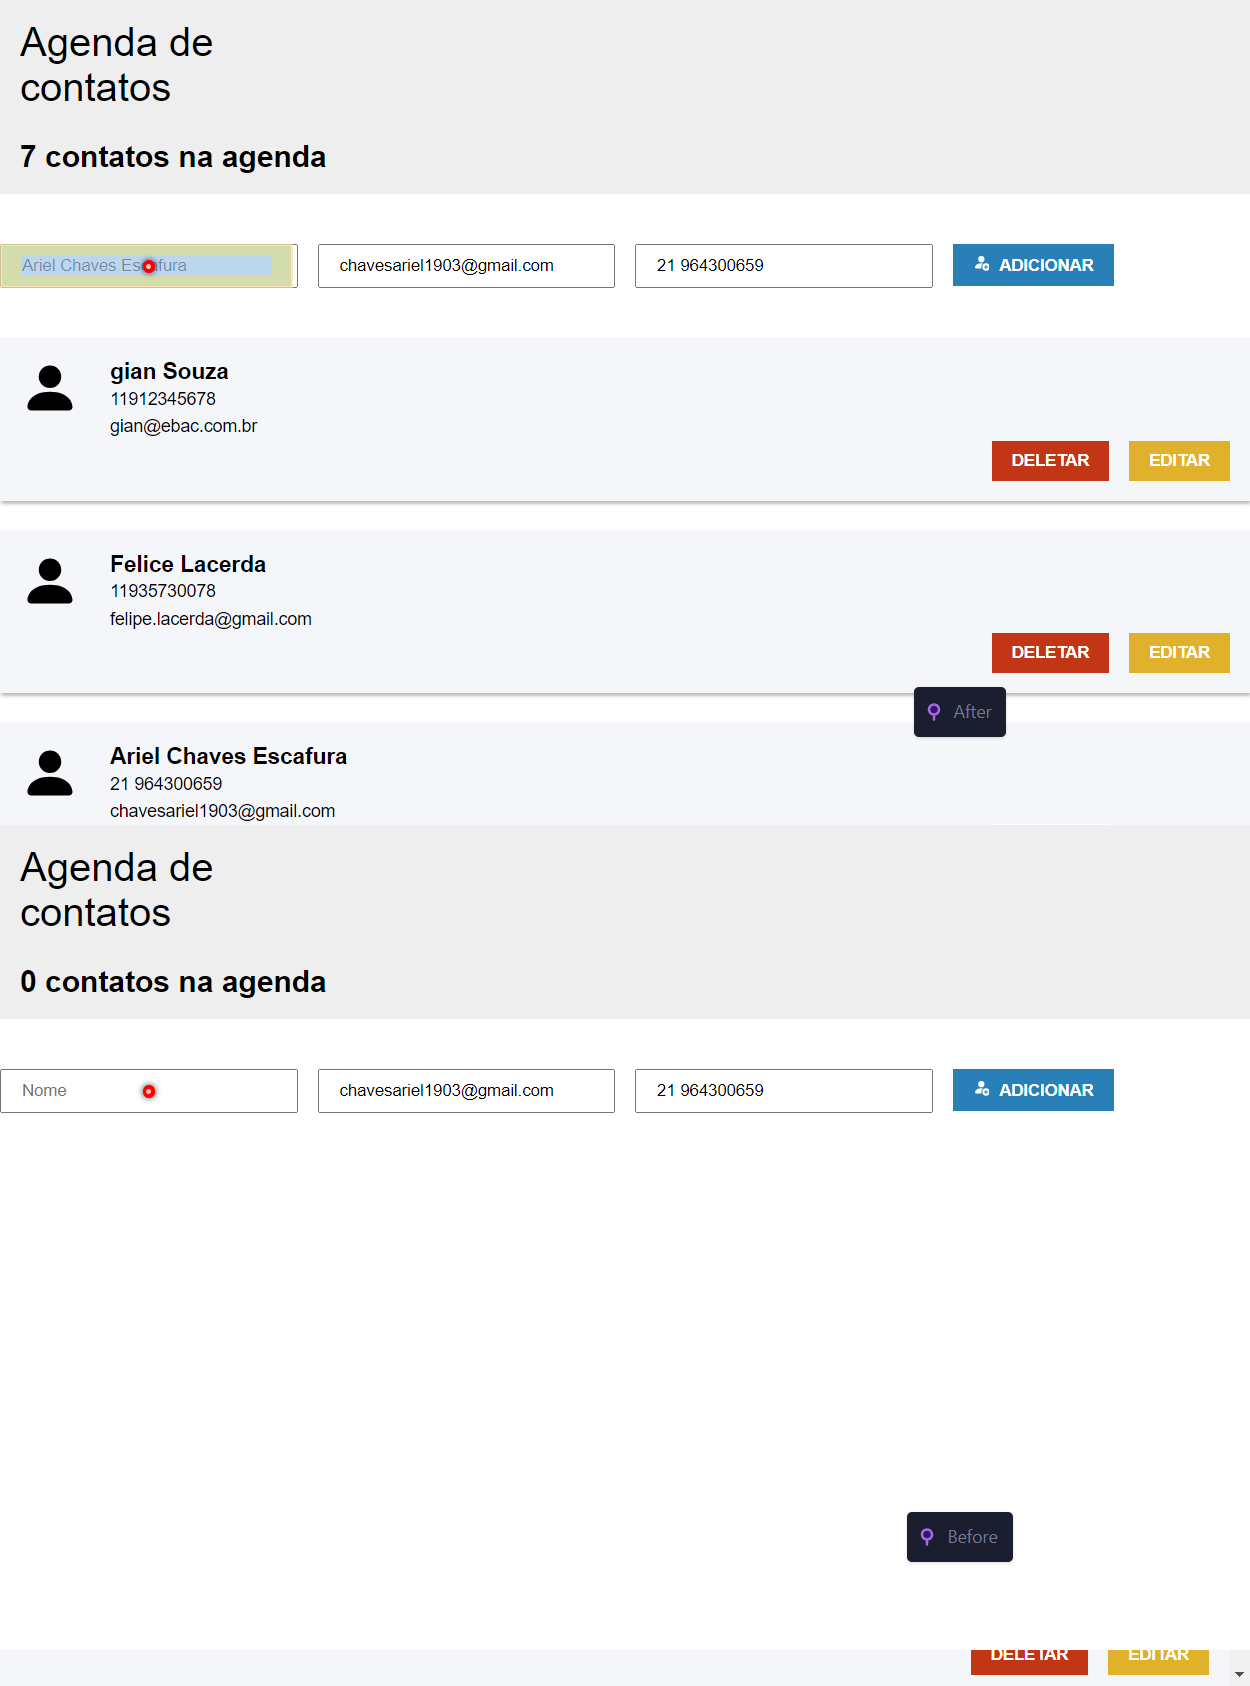 Agenda de
contatos
7 contatos na agenda
Ariel Chaves Escafura
chavesariel1903@gmail.com
21 964300659
ADICIONAR
gian Souza
11912345678
gian@ebac.com.br
DELETAR
EDITAR
Felice Lacerda
11935730078
felipe.lacerda@gmail.com
DELETAR
EDITAR
After
Ariel Chaves Escafura
21 964300659
chavesariel1903@gmail.com
Agenda de
contatos
0 contatos na agenda
Nome
chavesariel1903@gmail.com
21 964300659
ADICIONAR
Before
DELETAR
EDITAR